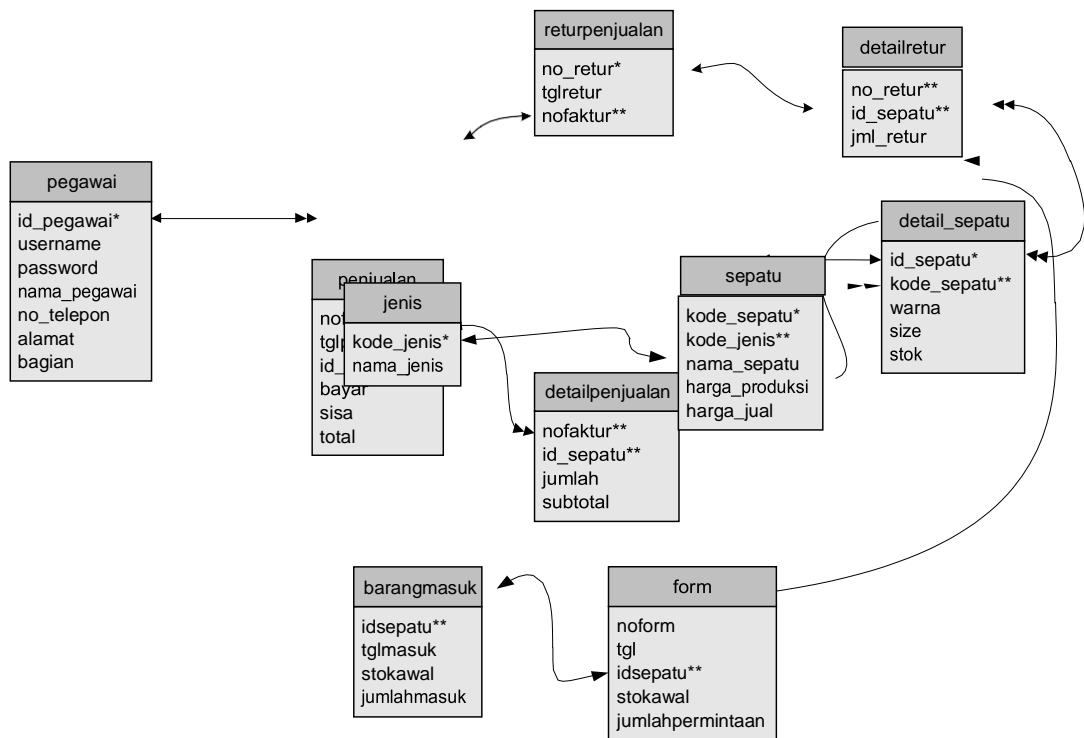 returpenjualan
no_retur*
tglretur
nofaktur**
detailretur
no_retur**
id_sepatu**
jml_retur
pegawai
id_pegawai*
username
password
nama_pegawai
no_telepon
alamat
bagian
penjualan
bayar
sisa
total
jenis
kode_jenis*
nama_jenis
detailpenjualan
nofaktur**
id_sepatu**
jumlah
subtotal
sepatu
kode_sepatu*
kode_jenis**
nama_sepatu
harga_produksi
harga_jual
detail_sepatu
id_sepatu*
kode_sepatu**
warna
size
stok
barangmasuk
idsepatu**
tglmasuk
stokawal
jumlahmasuk
form
noform
tgl
idsepatu**
stokawal
jumlahpermintaan